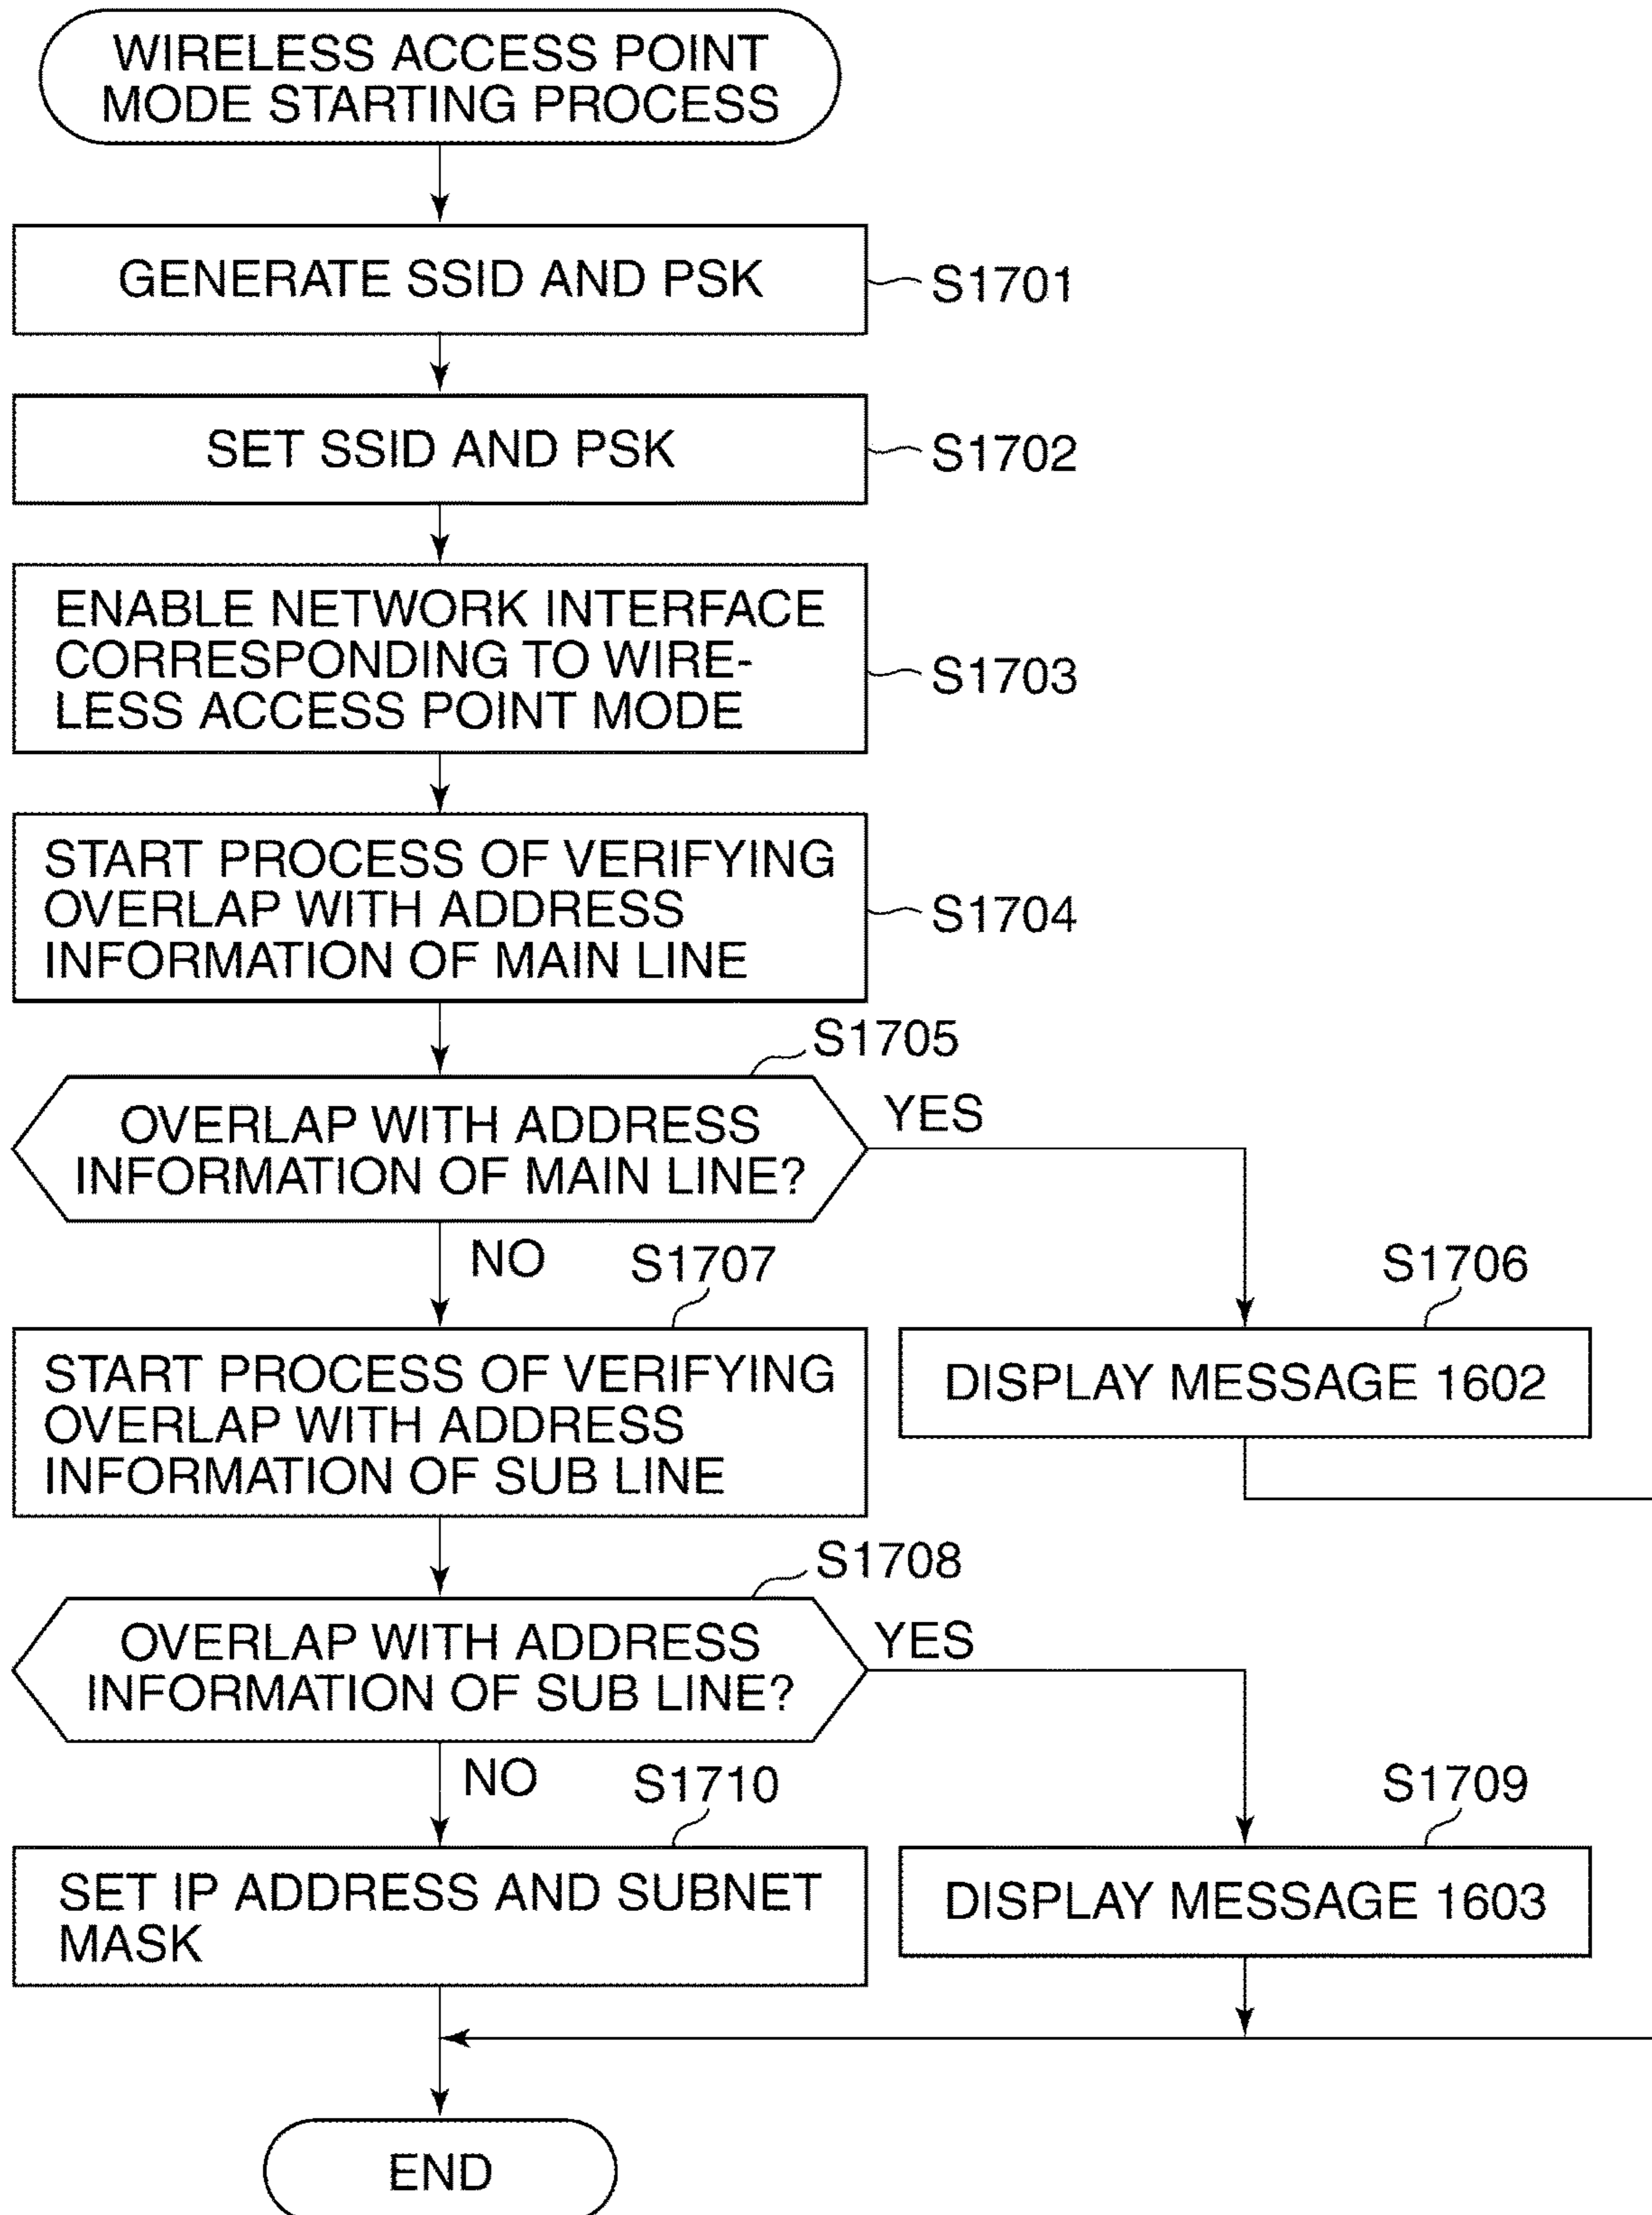 WIRELESS ACCESS POINT
MODE STARTING PROCESS
GENERATE SSID AND PSK
S1701
SET SSID AND PSK
S1702
ENABLE NETWORK INTERFACE
CORRESPONDING TO WIRE-
LESS ACCESS POINT MODE
S1703
START PROCESS OF VERIFYING
OVERLAP WITH ADDRESS
INFORMATION OF MAIN LINE
S1704
S1705
OVERLAP WITH ADDRESS
INFORMATION OF MAIN LINE?
YES
NO
S1707
S1706
START PROCESS OF VERIFYING
OVERLAP WITH ADDRESS
INFORMATION OF SUB LINE
DISPLAY MESSAGE 1602
S1708
OVERLAP WITH ADDRESS
INFORMATION OF SUB LINE?
YES
NO
S1710
S1709
SET IP ADDRESS AND SUBNET
MASK
DISPLAY MESSAGE 1603
END